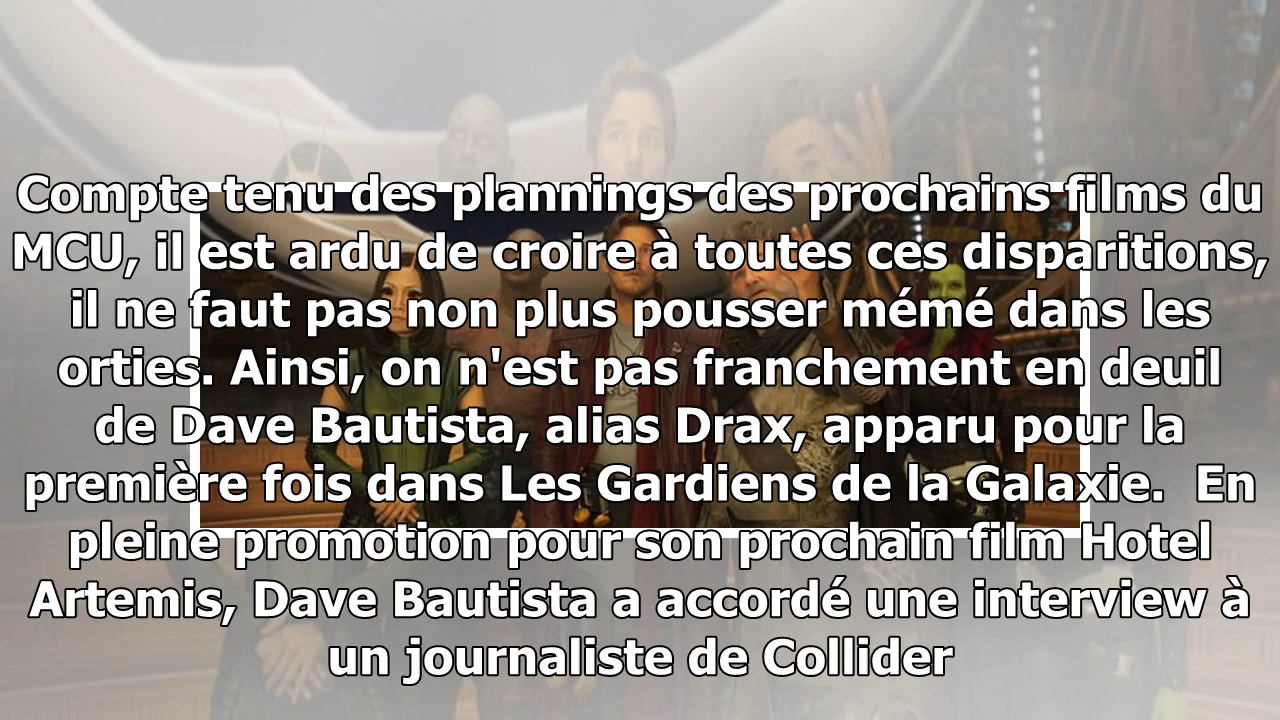 Compte tenu des plannings des prochains films du
MCU, il est ardu de croire à toutes ces disparitions,
il ne faut pas non plus pousser mémé dans les
orties. Ainsi, on n'est pas franchement en deuil
de Dave Bautista, alias Drax, apparu pour la
première fois dans Les Gardiens de la Galaxie.  En
pleine promotion pour son prochain film Hotel
Artemis, Dave Bautista a accordé une interview à
un journaliste de Collider